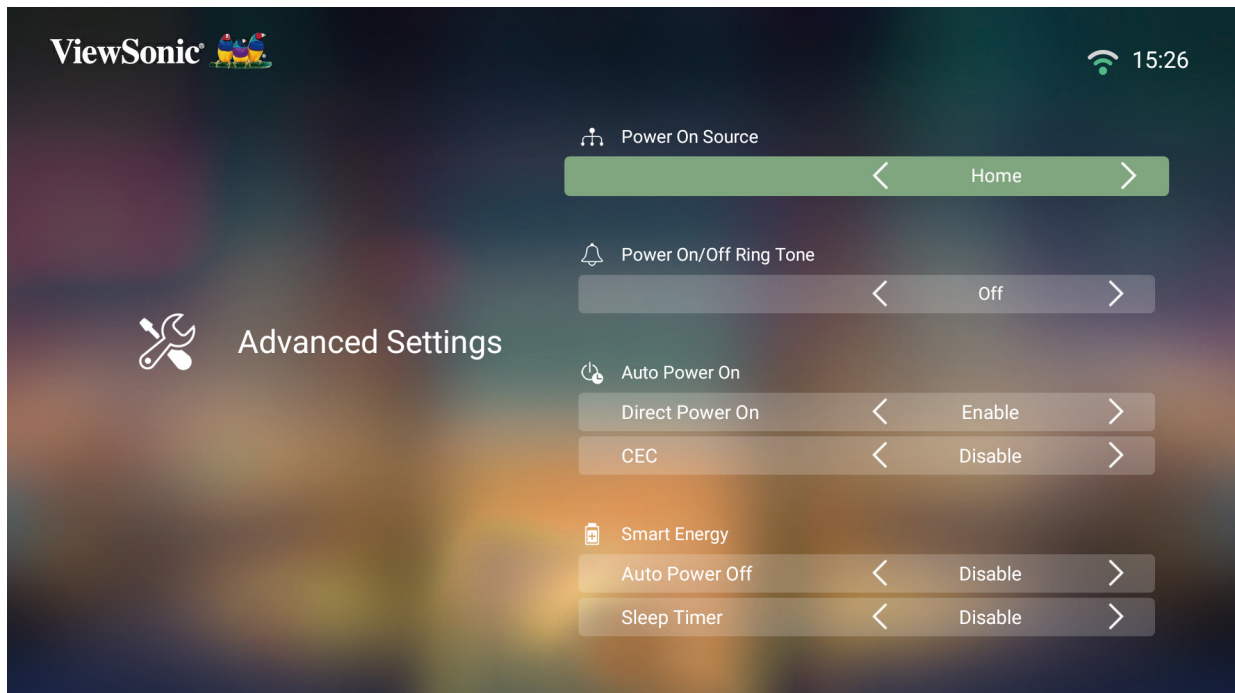 ViewSonic®
15:26
Power On Source
Home
Power On/Off Ring Tone
Off
Advanced Settings
Auto Power On
Direct Power On Enable
CEC Disable
Smart Energy
Auto Power Off Disable
Sleep Timer Disable